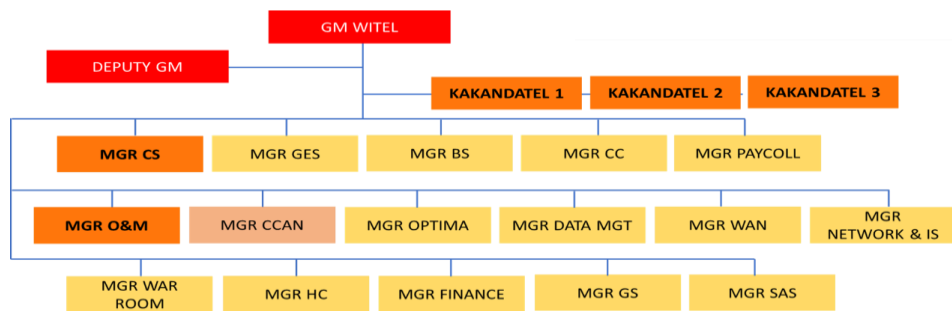 GM WITEL
DEPUTY GM
KAKANDATEL 1
KAKANDATEL 2
KAKANDATEL 3
MGR CS
MGR GES
MGR BS
MGR CC
MGR PAYCOLL
MGR O&M
MGR CCAN
MGR OPTIMA
MGR DATA MGT
MGR WAN
MGR
NETWORK & IS
MGR WAR
ROOM
MGR HC
MGR FINANCE
MGR GS
MGR SAS